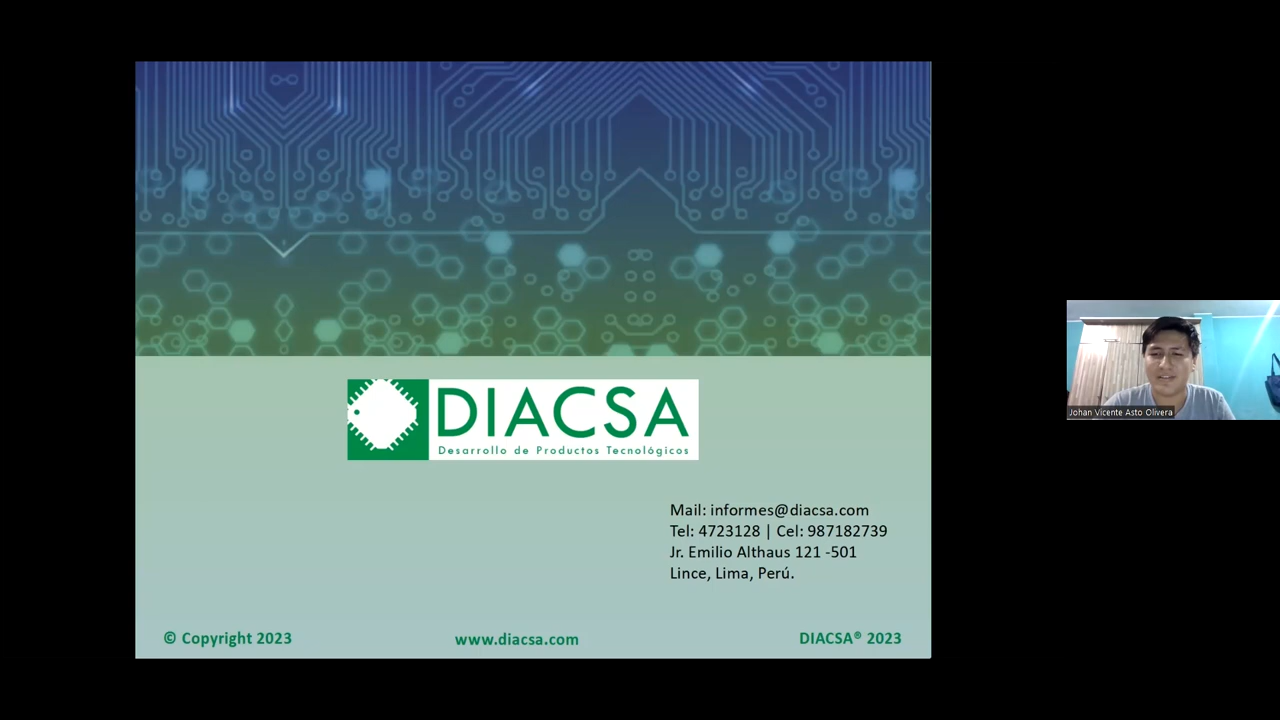 DIACSA
Desarrollo de Productos Tecnológicos
Mail: informes@diacsa.com
Tel: 4723128 | Cel: 987182739
Jr. Emilio Althaus 121 -501
Lince, Lima, Perú.
© Copyright 2023
www.diacsa.com
DIACSA® 2023
Johan Vicente Asto Olivera